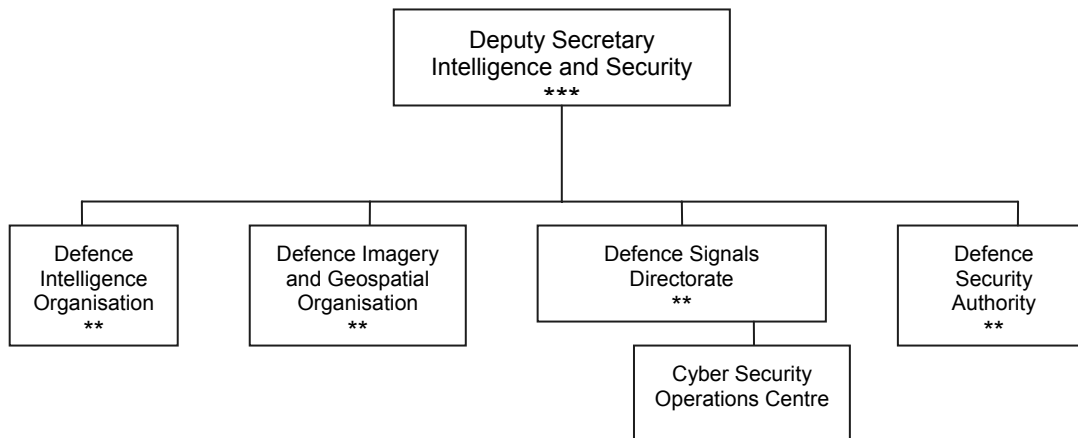 Deputy Secretary
Intelligence and Security
***
Defence
Intelligence
Organisation
**
Defence Imagery
and Geospatial
Organisation
**
Defence Signals
Directorate
**
Defence
Security
Authority
**
Cyber Security
Operations Centre